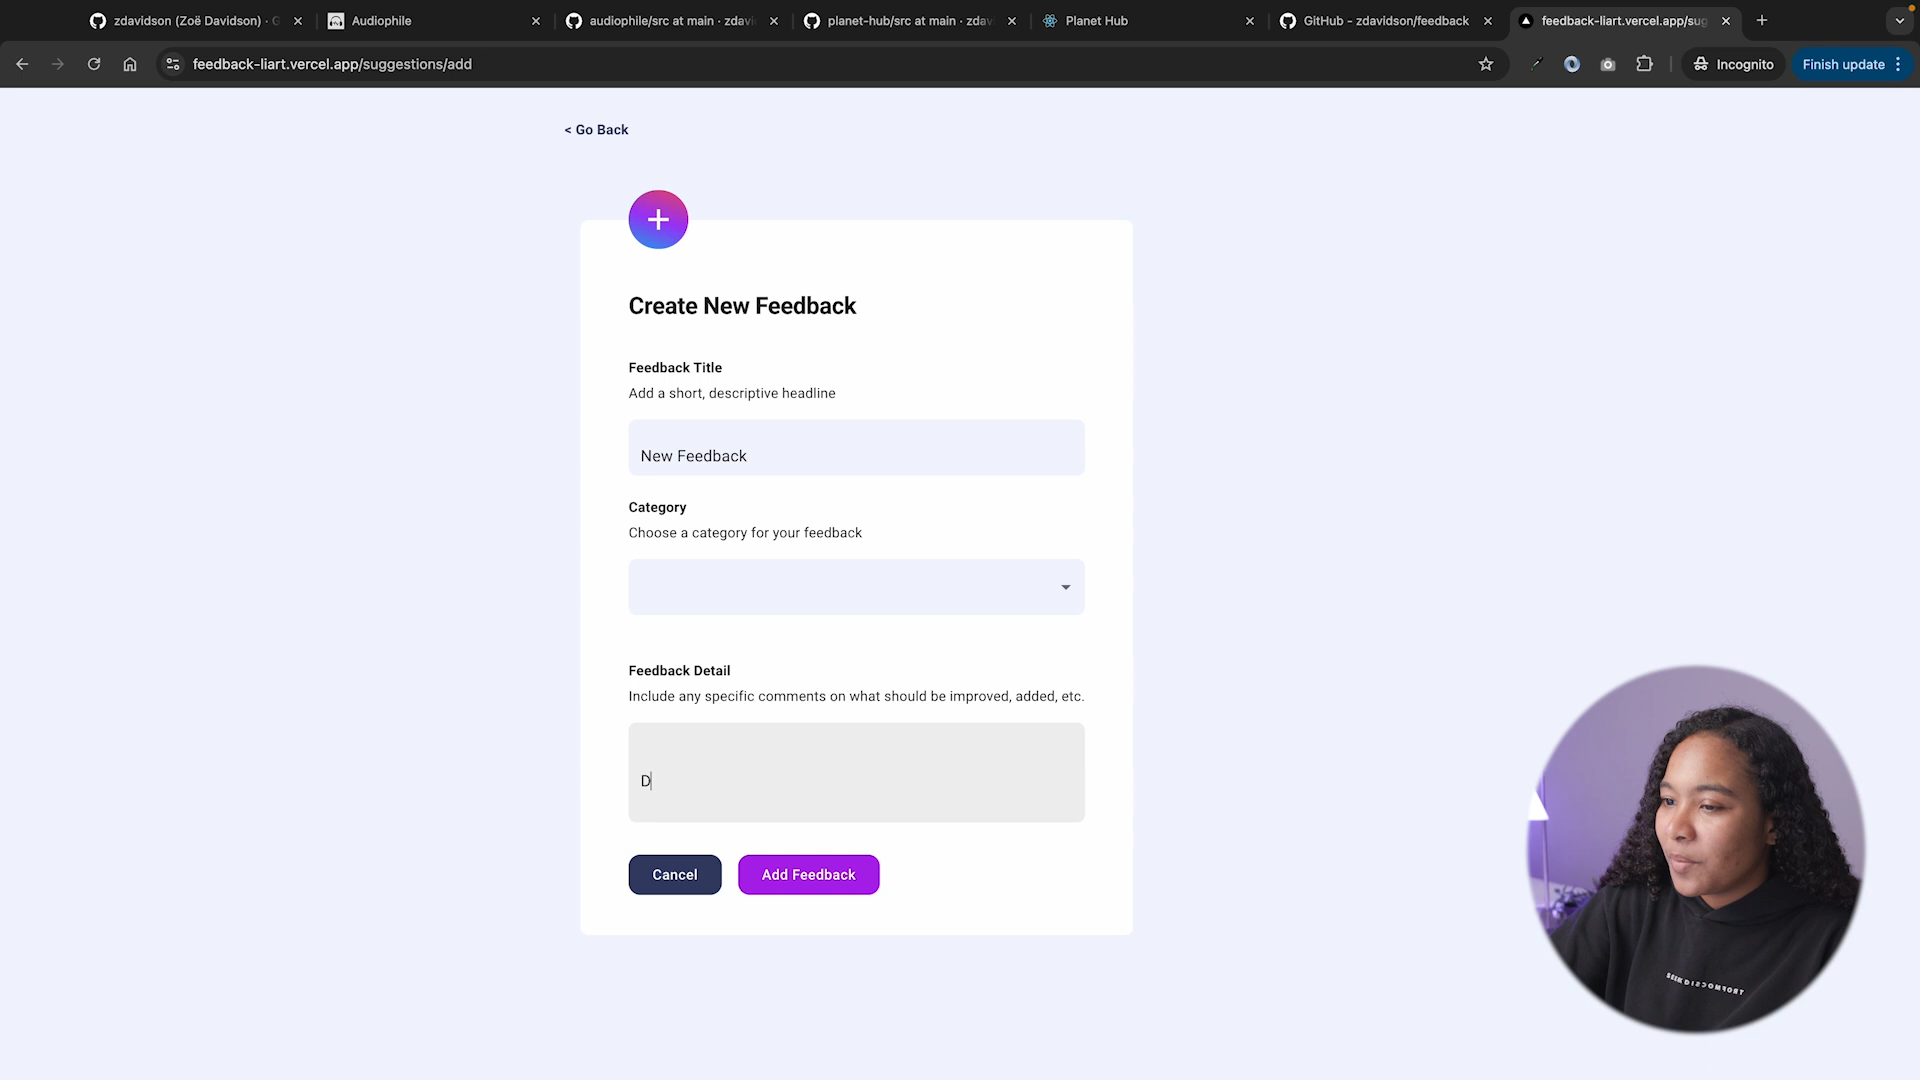 zdavidson (Zoë Davidson) · G
Audiophile
audiophile/src at main · zdavi
planet-hub/src at main · zdav
Planet Hub
GitHub - zdavidson/feedback
feedback-liart.vercel.app/sug
feedback-liart.vercel.app/suggestions/add
Incognito
Finish update
< Go Back
Create New Feedback
Feedback Title
Add a short, descriptive headline
New Feedback
Category
Choose a category for your feedback
Feedback Detail
Include any specific comments on what should be improved, added, etc.
D
Cancel
Add Feedback
SEEK DISCOMFORT